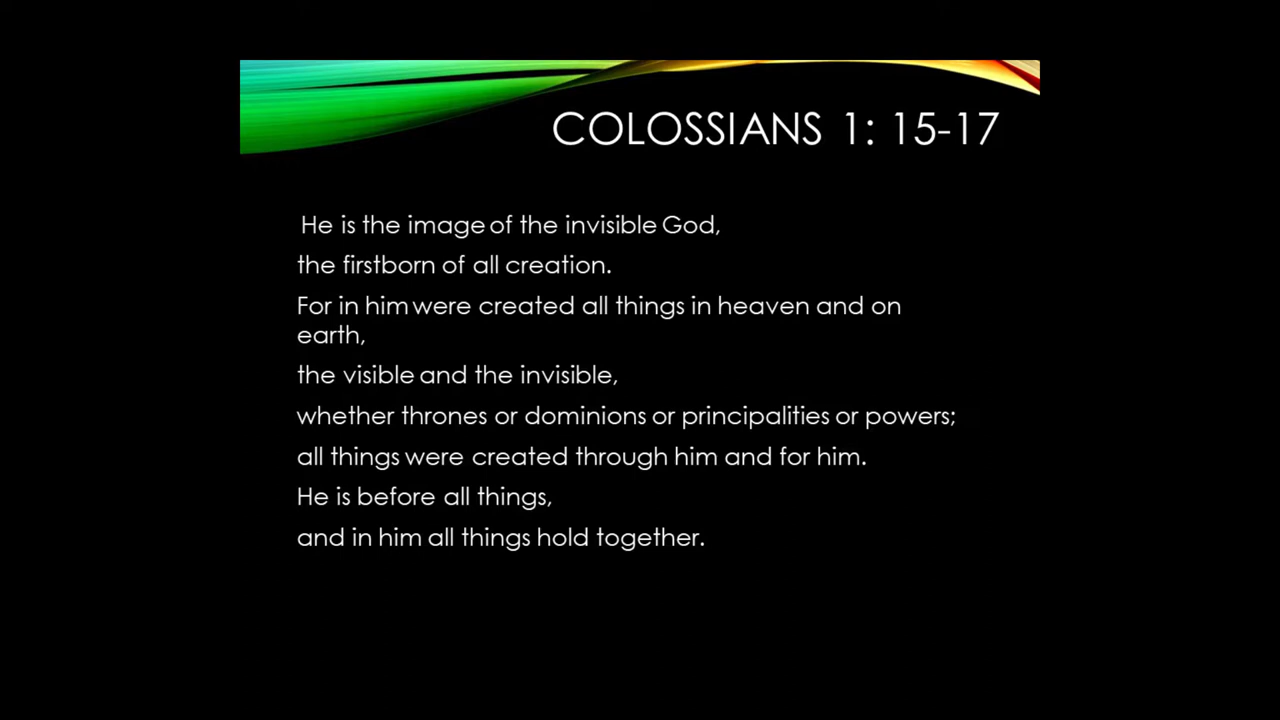 COLOSSIANS 1: 15-17
He is the image of the invisible God,
the firstborn of all creation.
For in him were created all things in heaven and on
earth,
the visible and the invisible,
whether thrones or dominions or principalities or powers;
all things were created through him and for him.
He is before all things,
and in him all things hold together.